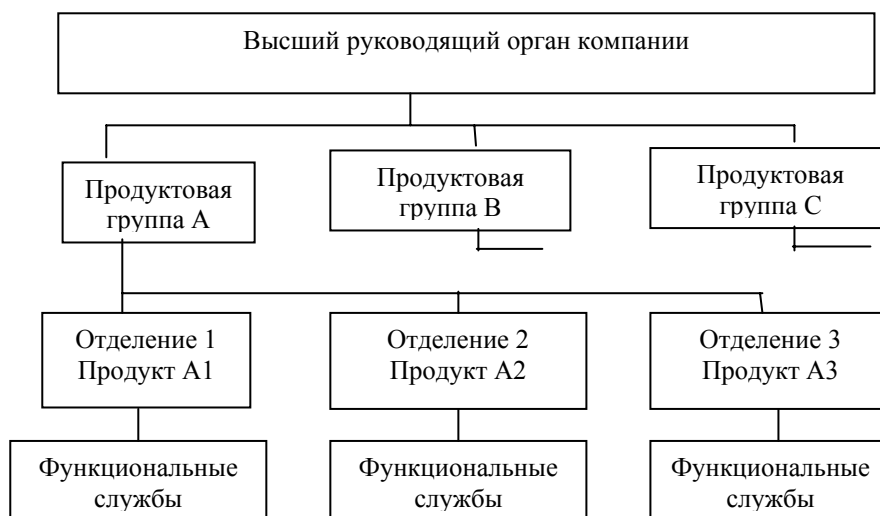 Высший руководящий орган компании
Продуктовая
группа А
Продуктовая
группа В
Продуктовая
группа С
Отделение 1
Продукт А1
Отделение 2
Продукт А2
Отделение 3
Продукт А3
Функциональные
службы
Функциональные
службы
Функциональные
службы